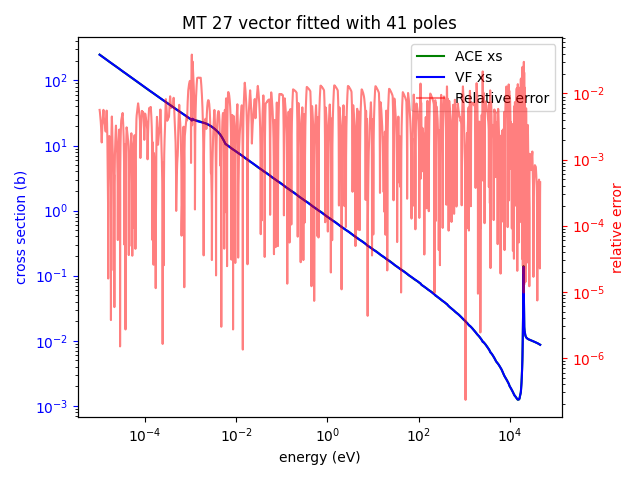 MT 27 vector fitted with 41 poles
ACE xs
VF xs
Relative error
cross section (b)
10^2
10^1
10^0
10^-1
10^-2
10^-3
10^-2
10^-3
10^-4
10^-5
10^-6
relative error
10^-4
10^-2
10^0
10^2
10^4
energy (eV)